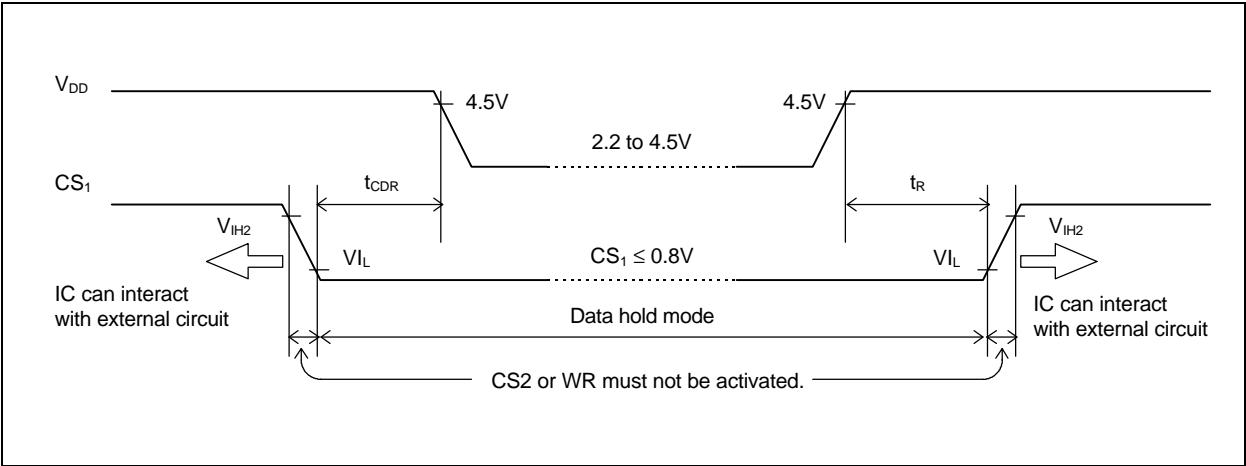 VDD
4.5V
4.5V
2.2 to 4.5V
CS1
tCDR
tR
VIH2
VIH2
VIL
CS1 ≤ 0.8V
VIL
IC can interact
with external circuit
Data hold mode
IC can interact
with external circuit
CS2 or WR must not be activated.